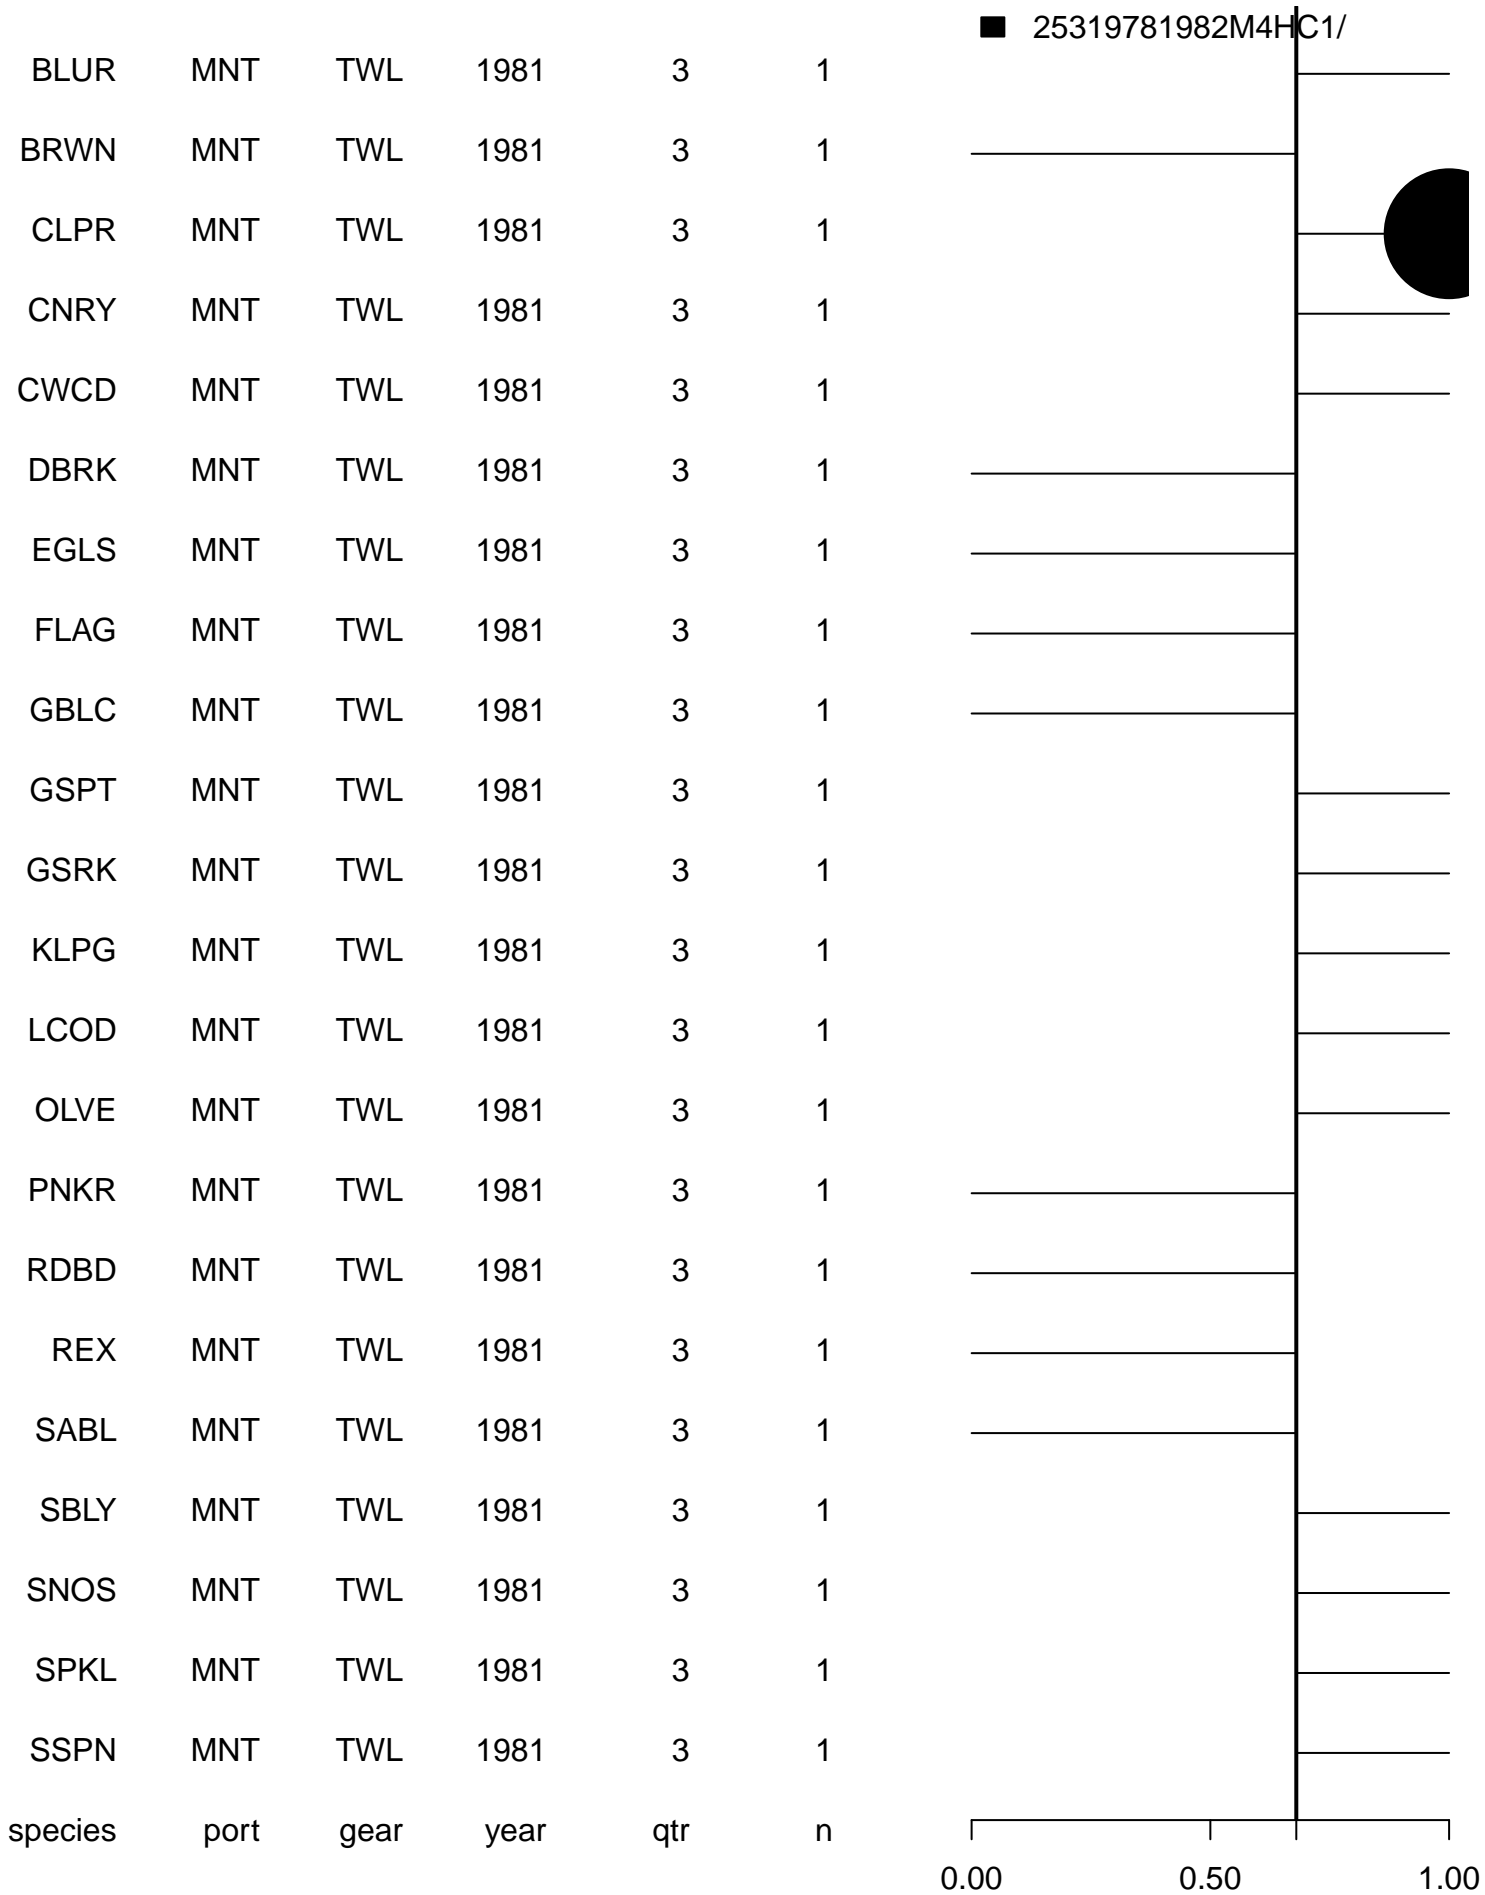 25319781982M4HC1/
BLUR MNT TWL 1981 3 1
BRWN MNT TWL 1981 3 1
CLPR MNT TWL 1981 3 1
CNRY MNT TWL 1981 3 1
CWCD MNT TWL 1981 3 1
DBRK MNT TWL 1981 3 1
EGLS MNT TWL 1981 3 1
FLAG MNT TWL 1981 3 1
GBLC MNT TWL 1981 3 1
GSPT MNT TWL 1981 3 1
GSRK MNT TWL 1981 3 1
KLPG MNT TWL 1981 3 1
LCOD MNT TWL 1981 3 1
OLVE MNT TWL 1981 3 1
PNKR MNT TWL 1981 3 1
RDBD MNT TWL 1981 3 1
REX MNT TWL 1981 3 1
SABL MNT TWL 1981 3 1
SBLY MNT TWL 1981 3 1
SNOS MNT TWL 1981 3 1
SPKL MNT TWL 1981 3 1
SSPN MNT TWL 1981 3 1
species port gear year qtr n
0.00 0.50 1.00